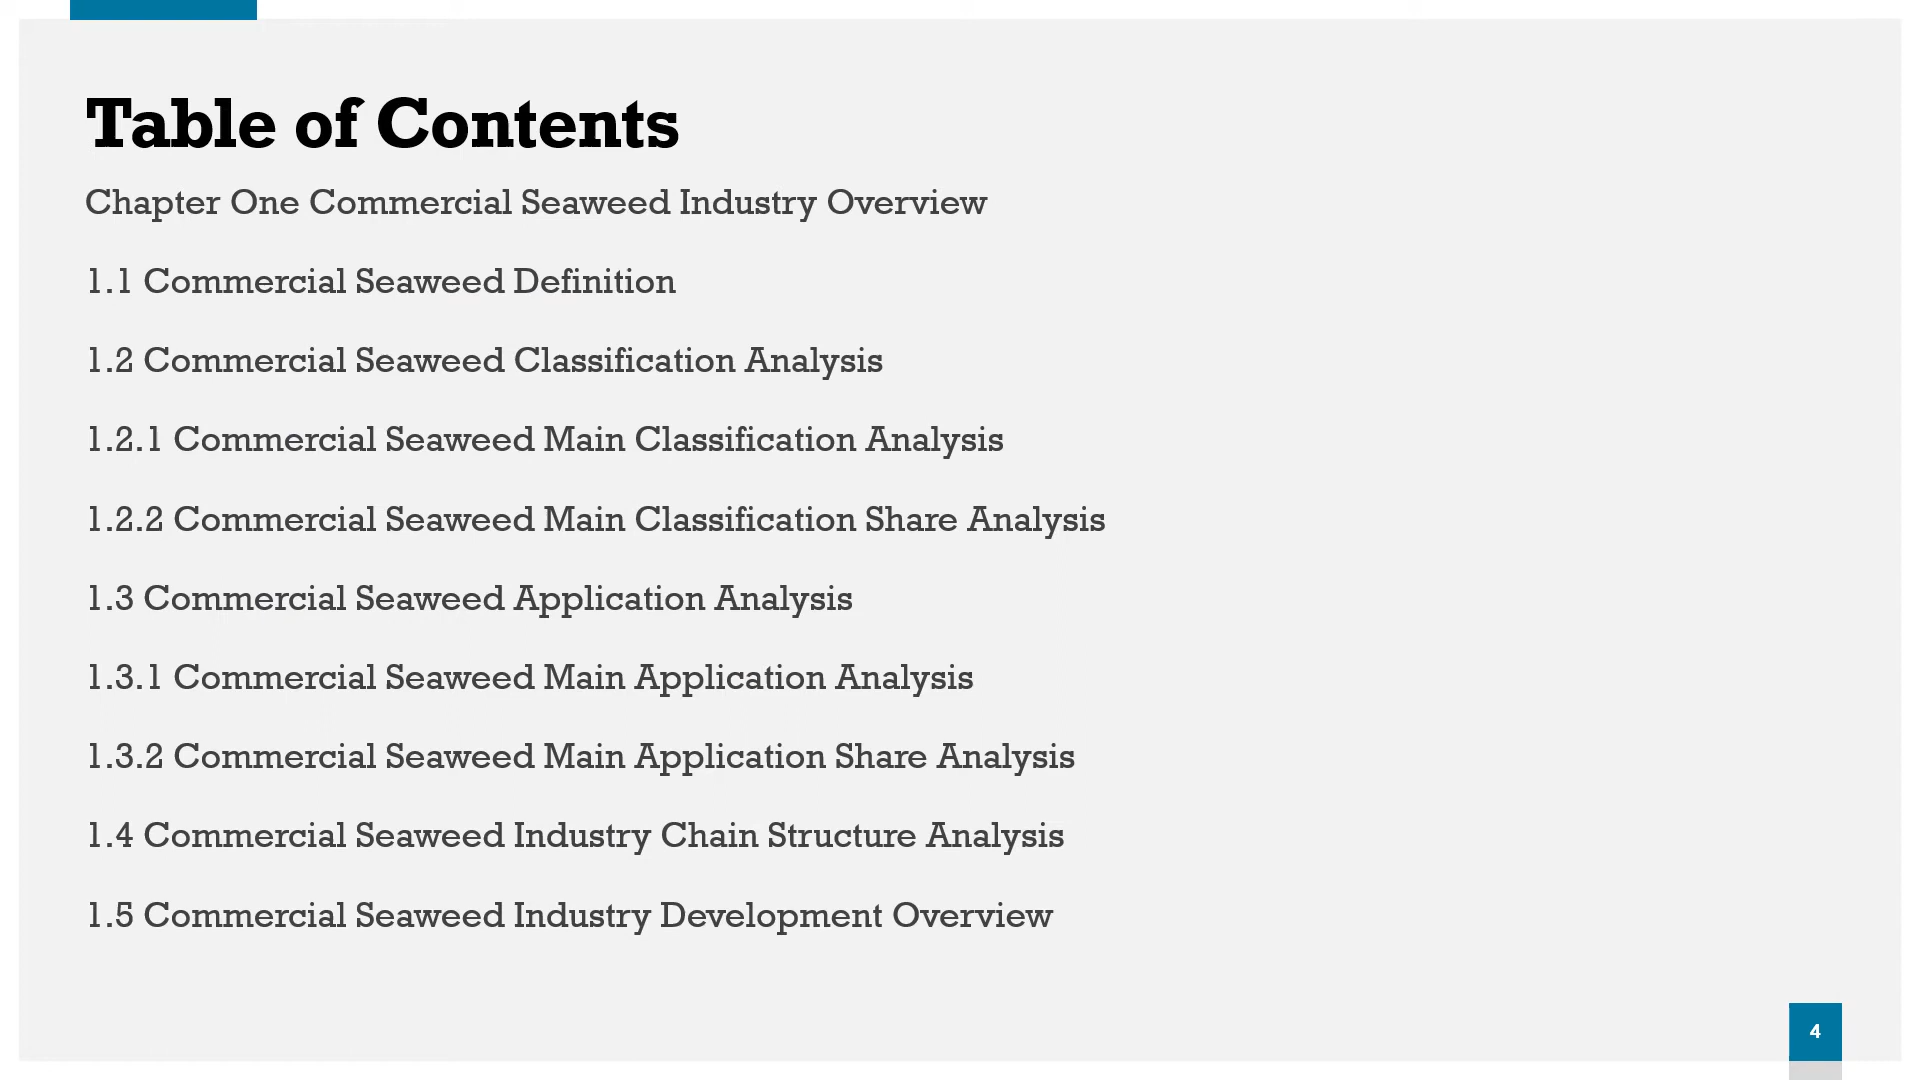 Table of Contents
Chapter One Commercial Seaweed Industry Overview
1.1 Commercial Seaweed Definition
1.2 Commercial Seaweed Classification Analysis
1.2.1 Commercial Seaweed Main Classification Analysis
1.2.2 Commercial Seaweed Main Classification Share Analysis
1.3 Commercial Seaweed Application Analysis
1.3.1 Commercial Seaweed Main Application Analysis
1.3.2 Commercial Seaweed Main Application Share Analysis
1.4 Commercial Seaweed Industry Chain Structure Analysis
1.5 Commercial Seaweed Industry Development Overview
4